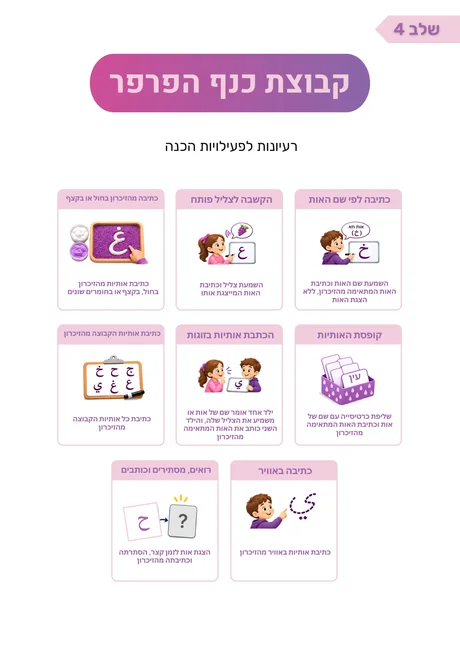 שלב 4
קבוצת כנף הפרפר
רעיונות לפעילויות הכנה
כתיבה לפי שם האות
אות חא
(خ)
خ
השמעת שם האות וכתיבת
האות המתאימה מהזיכרון, ללא
הצגת האות
הקשבה לצליל פותח
ع
השמעת צליל וכתיבת
האות המייצגת אותו
כתיבה מהזיכרון בחול או בקצף
غ
כתיבת אותיות מהזיכרון
בחול, בקצף או בחומרים שונים
קופסת האותיות
עין
שליפת כרטיסייה עם שם של
אות וכתיבת האות המתאימה
מהזיכרון
הכתבת אותיות בזוגות
ي
ילד אחד אומר שם של אות או
משמיע את הצליל שלה, והילד
השני כותב את האות המתאימה
מהזיכרון
כתיבת אותיות הקבוצה מהזיכרון
ج ح خ
ع غ ي
כתיבת כל אותיות הקבוצה
מהזיכרון
כתיבה באוויר
ي
כתיבת אותיות באוויר מהזיכרון
רואים, מסתירים וכותבים
ح
?
הצגת אות לזמן קצר, הסתרתה
וכתיבתה מהזיכרון